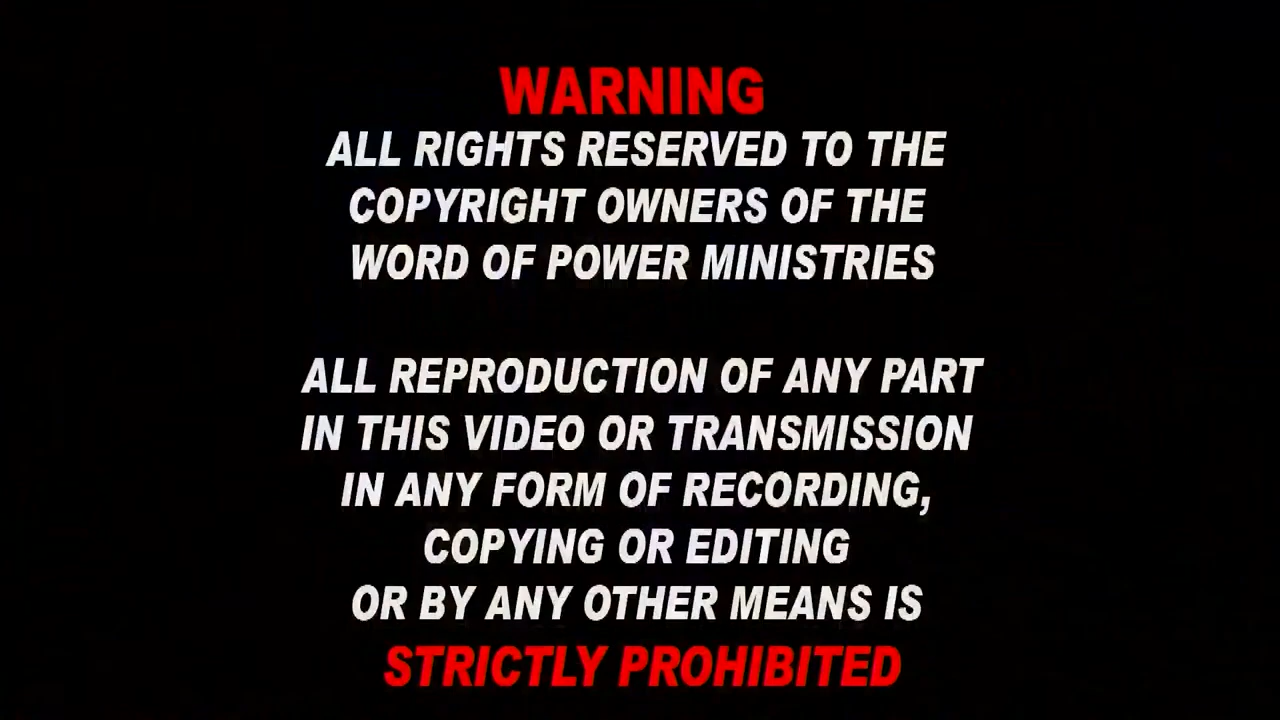 WARNING
ALL RIGHTS RESERVED TO THE
COPYRIGHT OWNERS OF THE
WORD OF POWER MINISTRIES
ALL REPRODUCTION OF ANY PART
IN THIS VIDEO OR TRANSMISSION
IN ANY FORM OF RECORDING,
COPYING OR EDITING
OR BY ANY OTHER MEANS IS
STRICTLY PROHIBITED